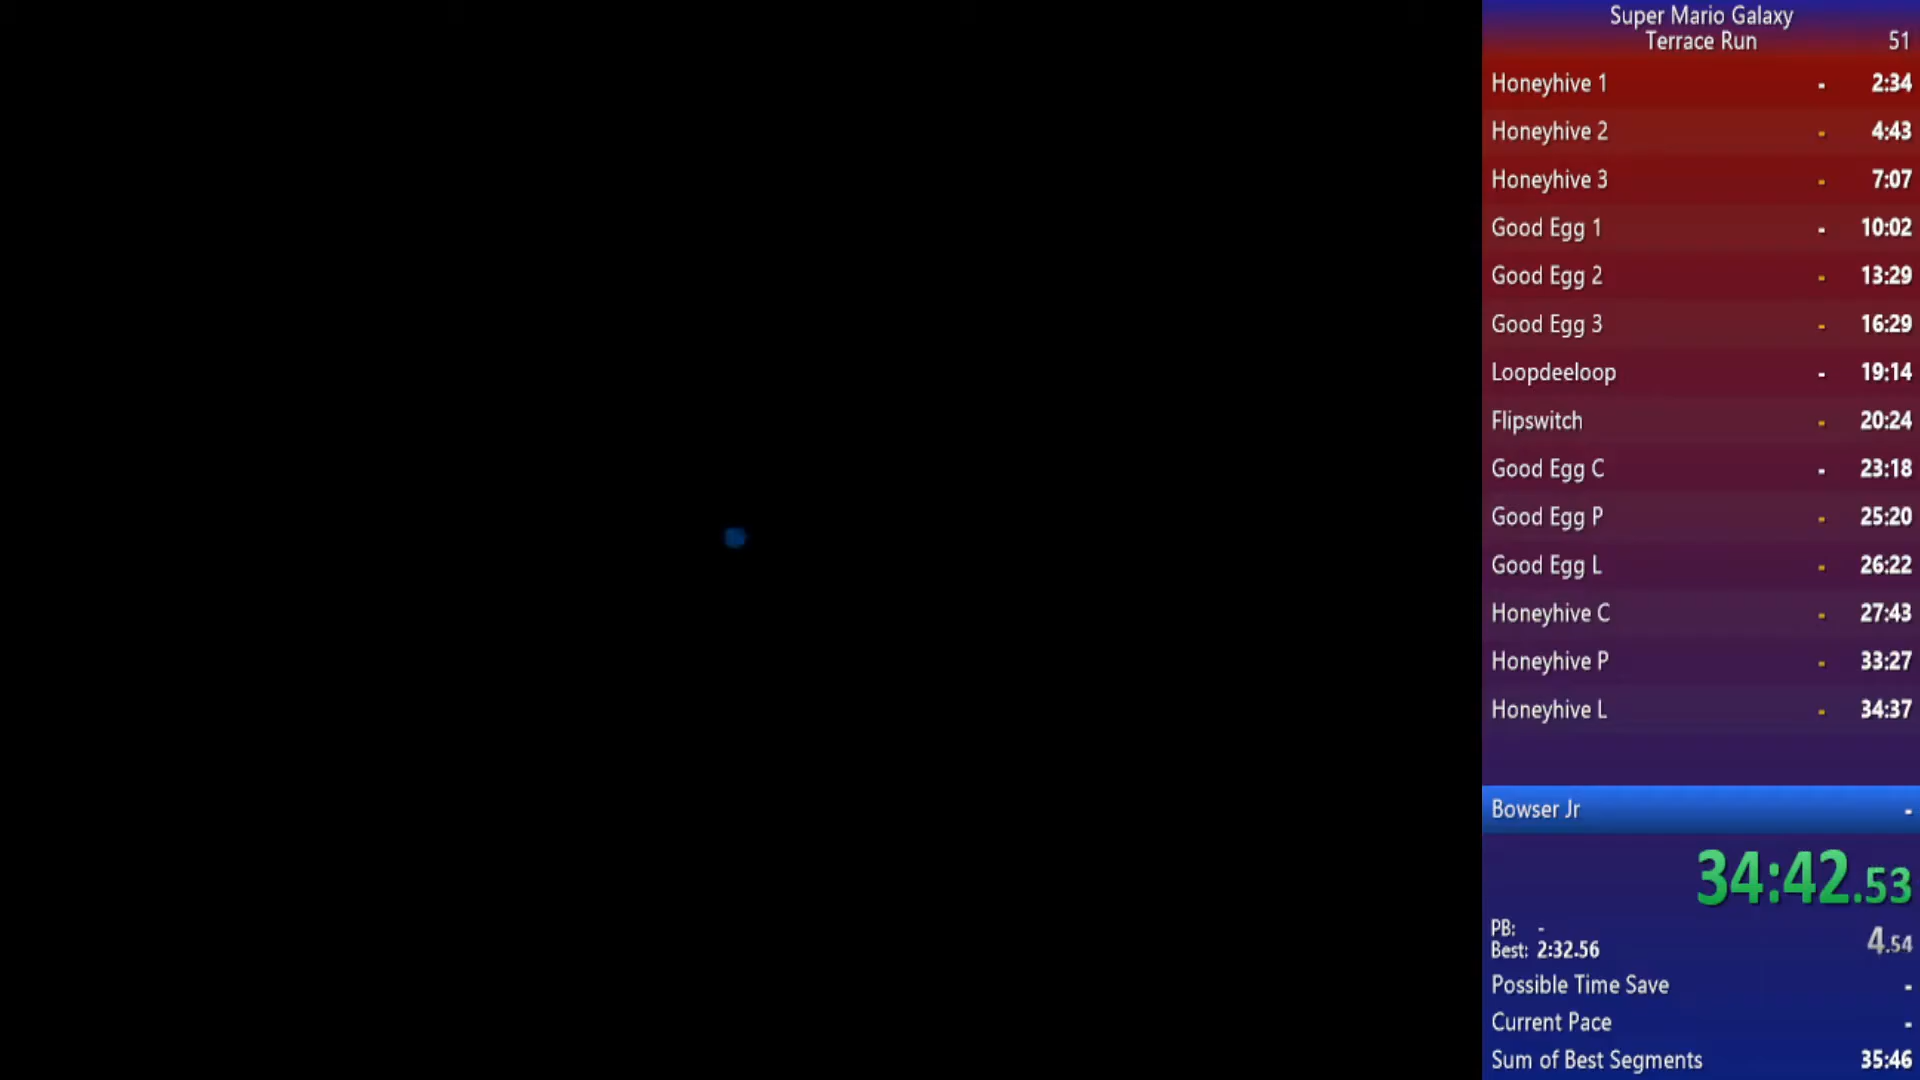 Super Mario Galaxy
Terrace Run 51
Honeyhive 1 - 2:34
Honeyhive 2 - 4:43
Honeyhive 3 - 7:07
Good Egg 1 - 10:02
Good Egg 2 - 13:29
Good Egg 3 - 16:29
Loopdeeloop - 19:14
Flipswitch - 20:24
Good Egg C - 23:18
Good Egg P - 25:20
Good Egg L - 26:22
Honeyhive C - 27:43
Honeyhive P - 33:27
Honeyhive L - 34:37
Bowser Jr -
34:42.53
PB: -
Best: 2:32.56 4.54
Possible Time Save -
Current Pace -
Sum of Best Segments 35:46